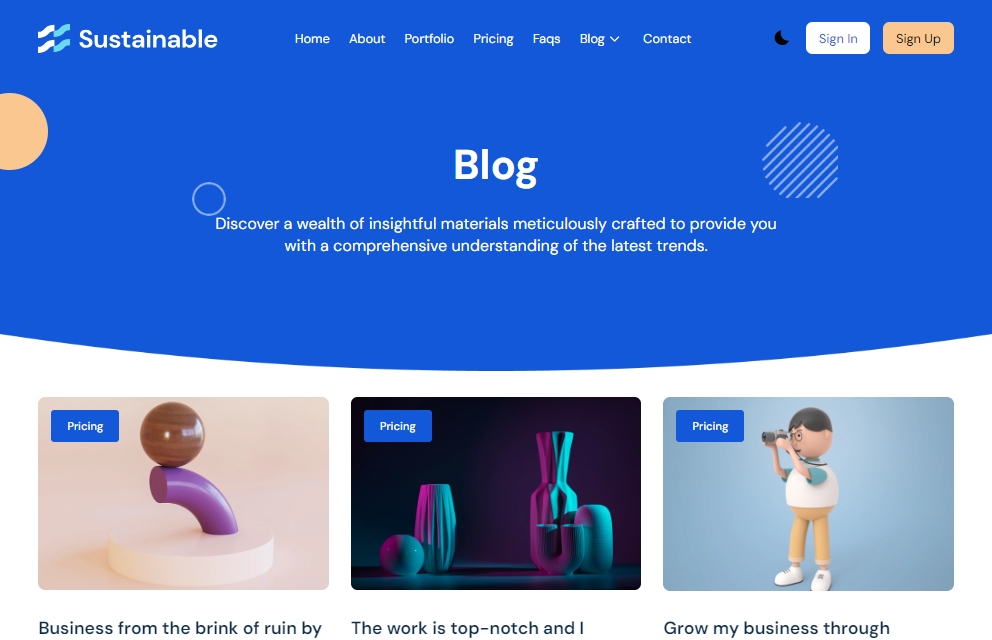 Sustainable
Home About Portfolio Pricing Faqs Blog Contact
Sign In Sign Up
Blog
Discover a wealth of insightful materials meticulously crafted to provide you
with a comprehensive understanding of the latest trends.
Pricing
Pricing
Pricing
Business from the brink of ruin by
The work is top-notch and I
Grow my business through